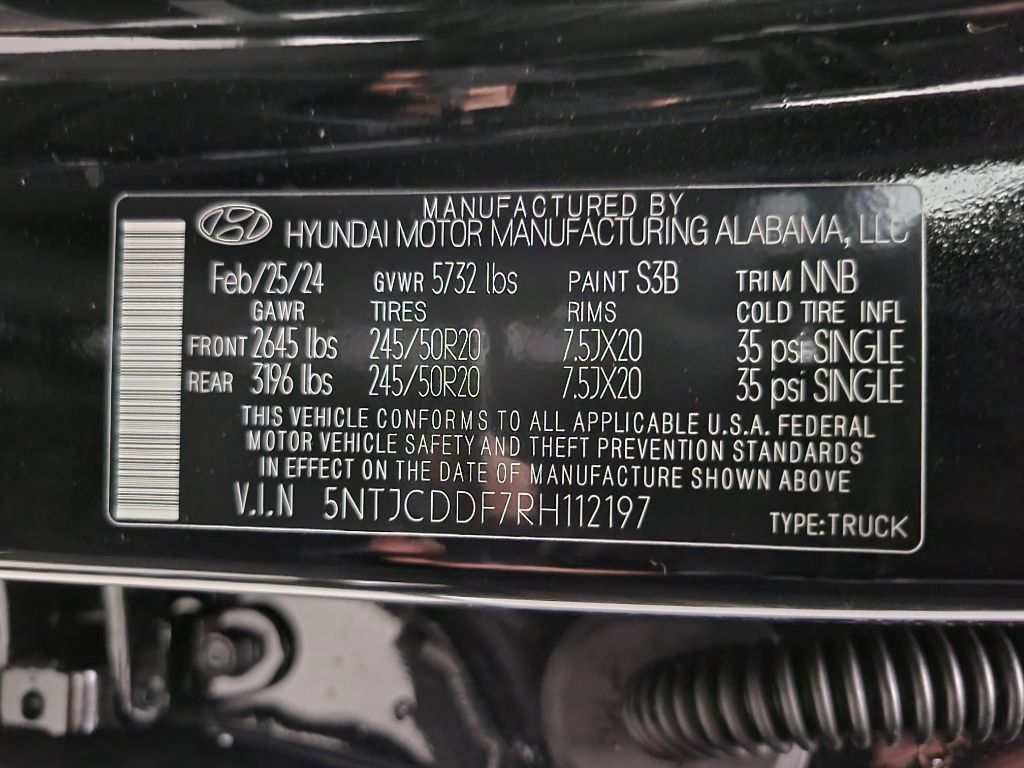 MANUFACTURED BY
HYUNDAI MOTOR MANUFACTURING ALABAMA, LLC
Feb/25/24 GVWR 5732 lbs PAINT S3B TRIM NNB
GAWR TIRES RIMS COLD TIRE INFL
FRONT 2645 lbs 245/50R20 7.5JX20 35 psi SINGLE
REAR 3196 lbs 245/50R20 7.5JX20 35 psi SINGLE
THIS VEHICLE CONFORMS TO ALL APPLICABLE U.S.A. FEDERAL
MOTOR VEHICLE SAFETY AND THEFT PREVENTION STANDARDS
IN EFFECT ON THE DATE OF MANUFACTURE SHOWN ABOVE
V.I.N 5NTJCDDF7RH112197
TYPE:TRUCK